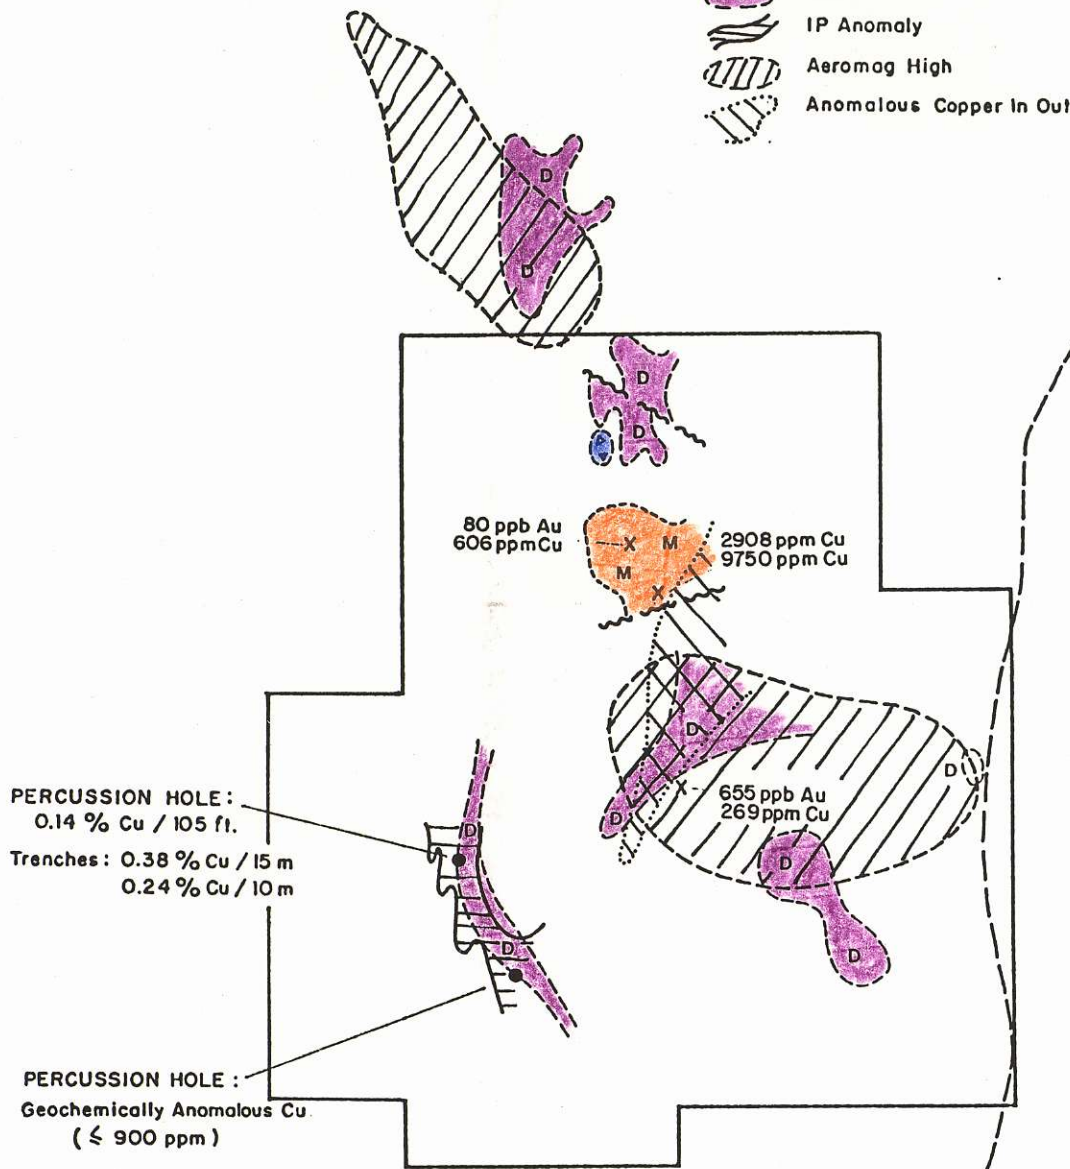 IP Anomaly
Aeromag High
Anomalous Copper In Out
D
D
D
D
80 ppb Au
606 ppm Cu
X M
M
X
2908 ppm Cu
9750 ppm Cu
D
D
D
X
655 ppb Au
269 ppm Cu
D
D
PERCUSSION HOLE:
0.14 % Cu / 105 ft.
Trenches: 0.38 % Cu / 15 m
0.24 % Cu / 10 m
D
D
PERCUSSION HOLE:
Geochemically Anomalous Cu
( ≤ 900 ppm )